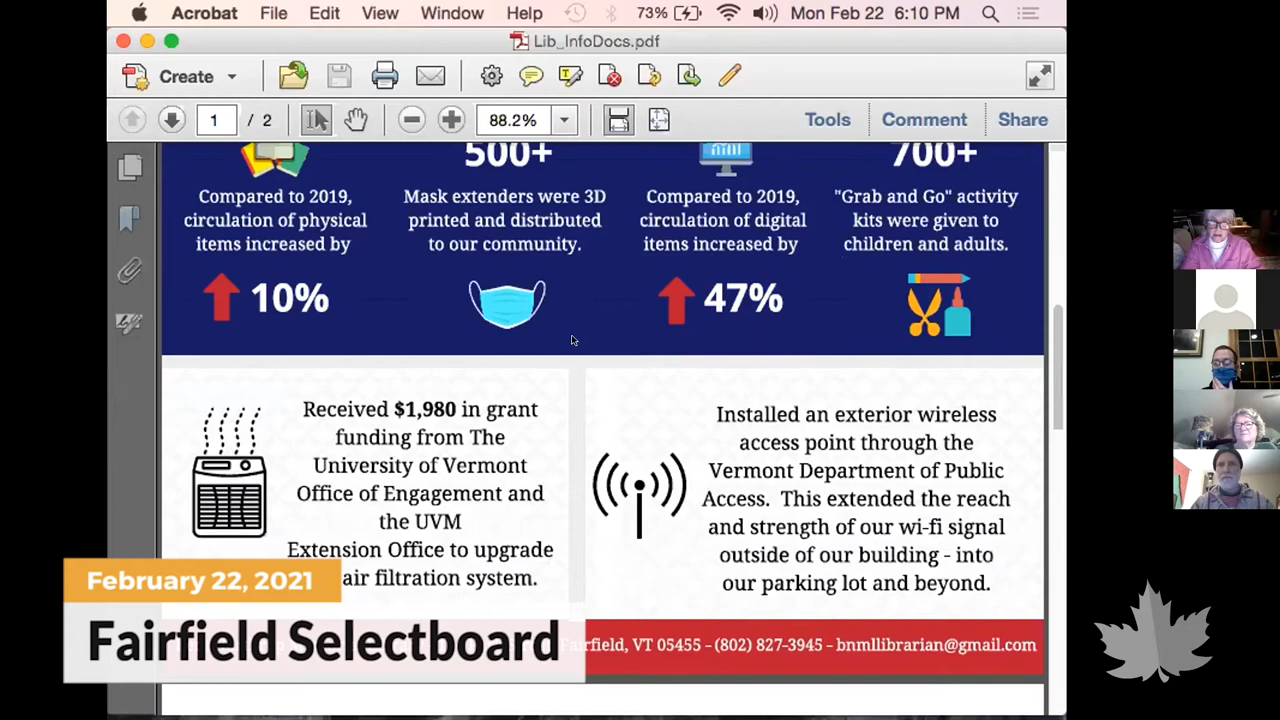 Acrobat File Edit View Window Help 73% Mon Feb 22 6:10 PM
Lib_InfoDocs.pdf
Create
1 / 2 88.2% Tools Comment Share
500+ 700+
Compared to 2019,
circulation of physical
items increased by
10%
Mask extenders were 3D
printed and distributed
to our community.
Compared to 2019,
circulation of digital
items increased by
47%
"Grab and Go" activity
kits were given to
children and adults.
Received $1,980 in grant
funding from The
University of Vermont
Office of Engagement and
the UVM
Extension Office to upgrade
air filtration system.
Installed an exterior wireless
access point through the
Vermont Department of Public
Access. This extended the reach
and strength of our wi-fi signal
outside of our building - into
our parking lot and beyond.
Fairfield, VT 05455 - (802) 827-3945 - bnmllibrarian@gmail.com
February 22, 2021
Fairfield Selectboard